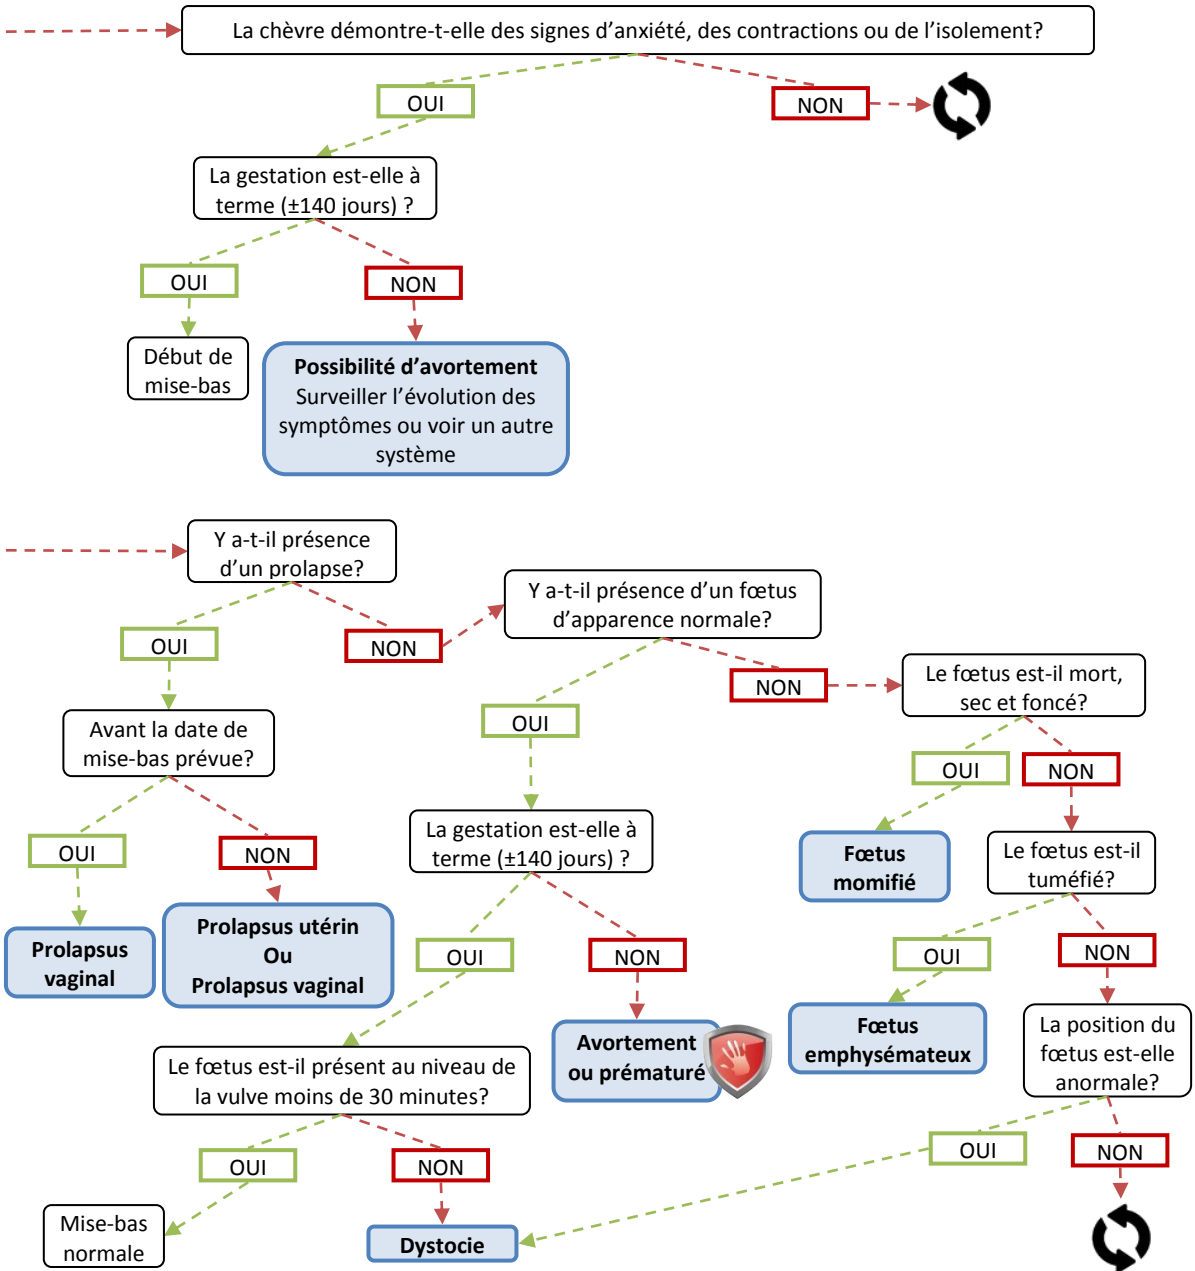 La chèvre démontre-t-elle des signes d’anxiété, des contractions ou de l’isolement?
OUI
NON
La gestation est-elle à
terme (±140 jours) ?
OUI
NON
Début de
mise-bas
Possibilité d’avortement
Surveiller l’évolution des
symptômes ou voir un autre
système
Y a-t-il présence
d’un prolapse?
OUI
NON
Y a-t-il présence d’un fœtus
d’apparence normale?
OUI
NON
Le fœtus est-il mort,
sec et foncé?
Avant la date de
mise-bas prévue?
OUI
NON
OUI
NON
La gestation est-elle à
terme (±140 jours) ?
Fœtus
momifié
Le fœtus est-il
tuméfié?
Prolapsus
vaginal
Prolapsus utérin
Ou
Prolapsus vaginal
OUI
NON
OUI
NON
Avortement
ou prématuré
Fœtus
emphysémateux
La position du
fœtus est-elle
anormale?
Le fœtus est-il présent au niveau de
la vulve moins de 30 minutes?
OUI
NON
OUI
NON
Mise-bas
normale
Dystocie